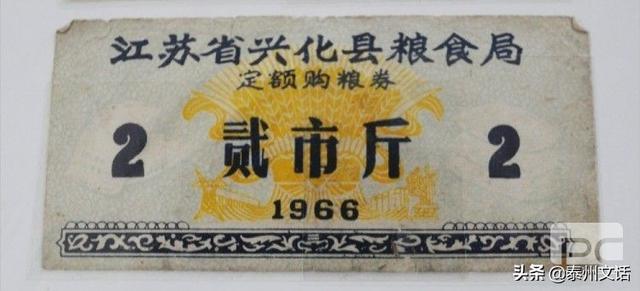 江苏省兴化县粮食局
定额购粮券
2 贰市斤 2
1966
IPC
头条 @泰州文话